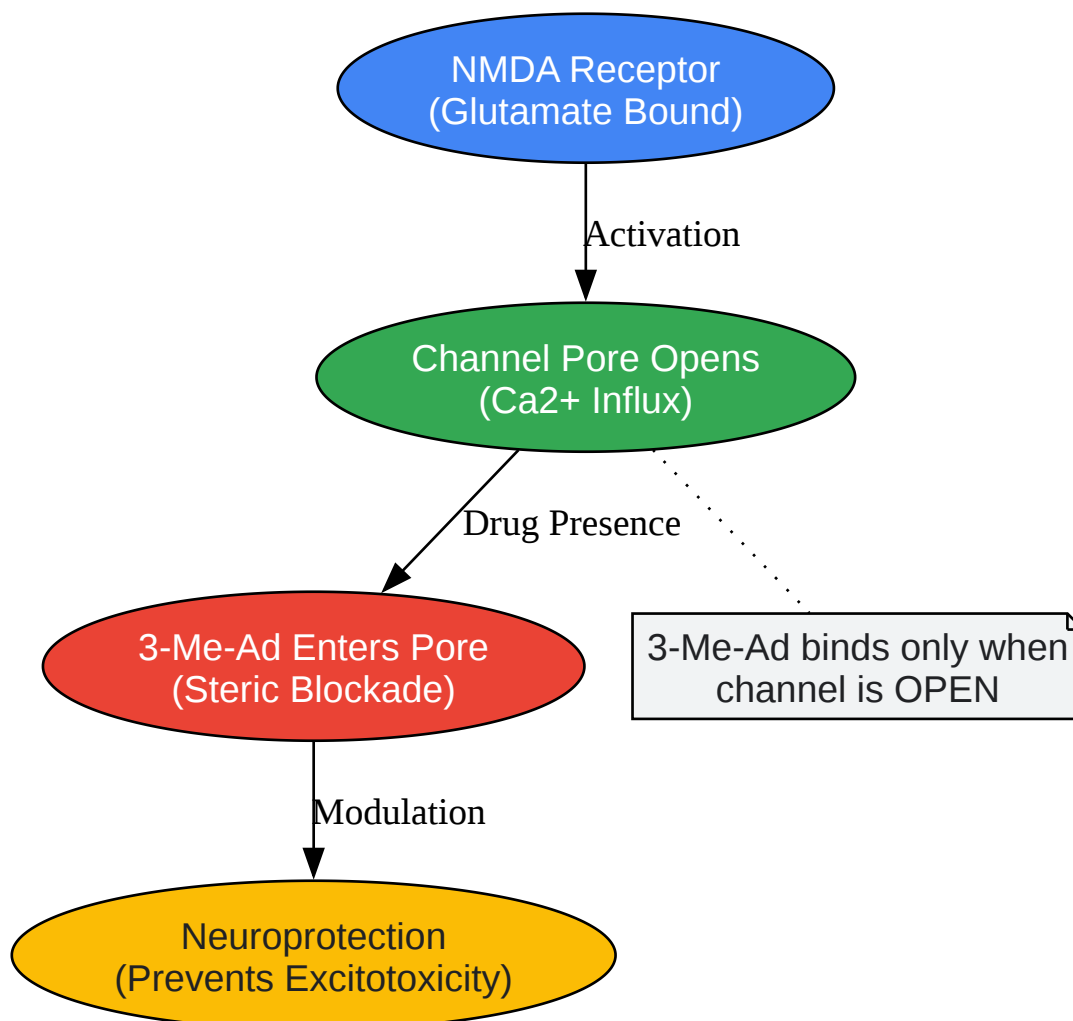 NMDA Receptor
(Glutamate Bound)
Activation
Channel Pore Opens
(Ca2+ Influx)
Drug Presence
3-Me-Ad Enters Pore
(Steric Blockade)
3-Me-Ad binds only when
channel is OPEN
Modulation
Neuroprotection
(Prevents Excitotoxicity)